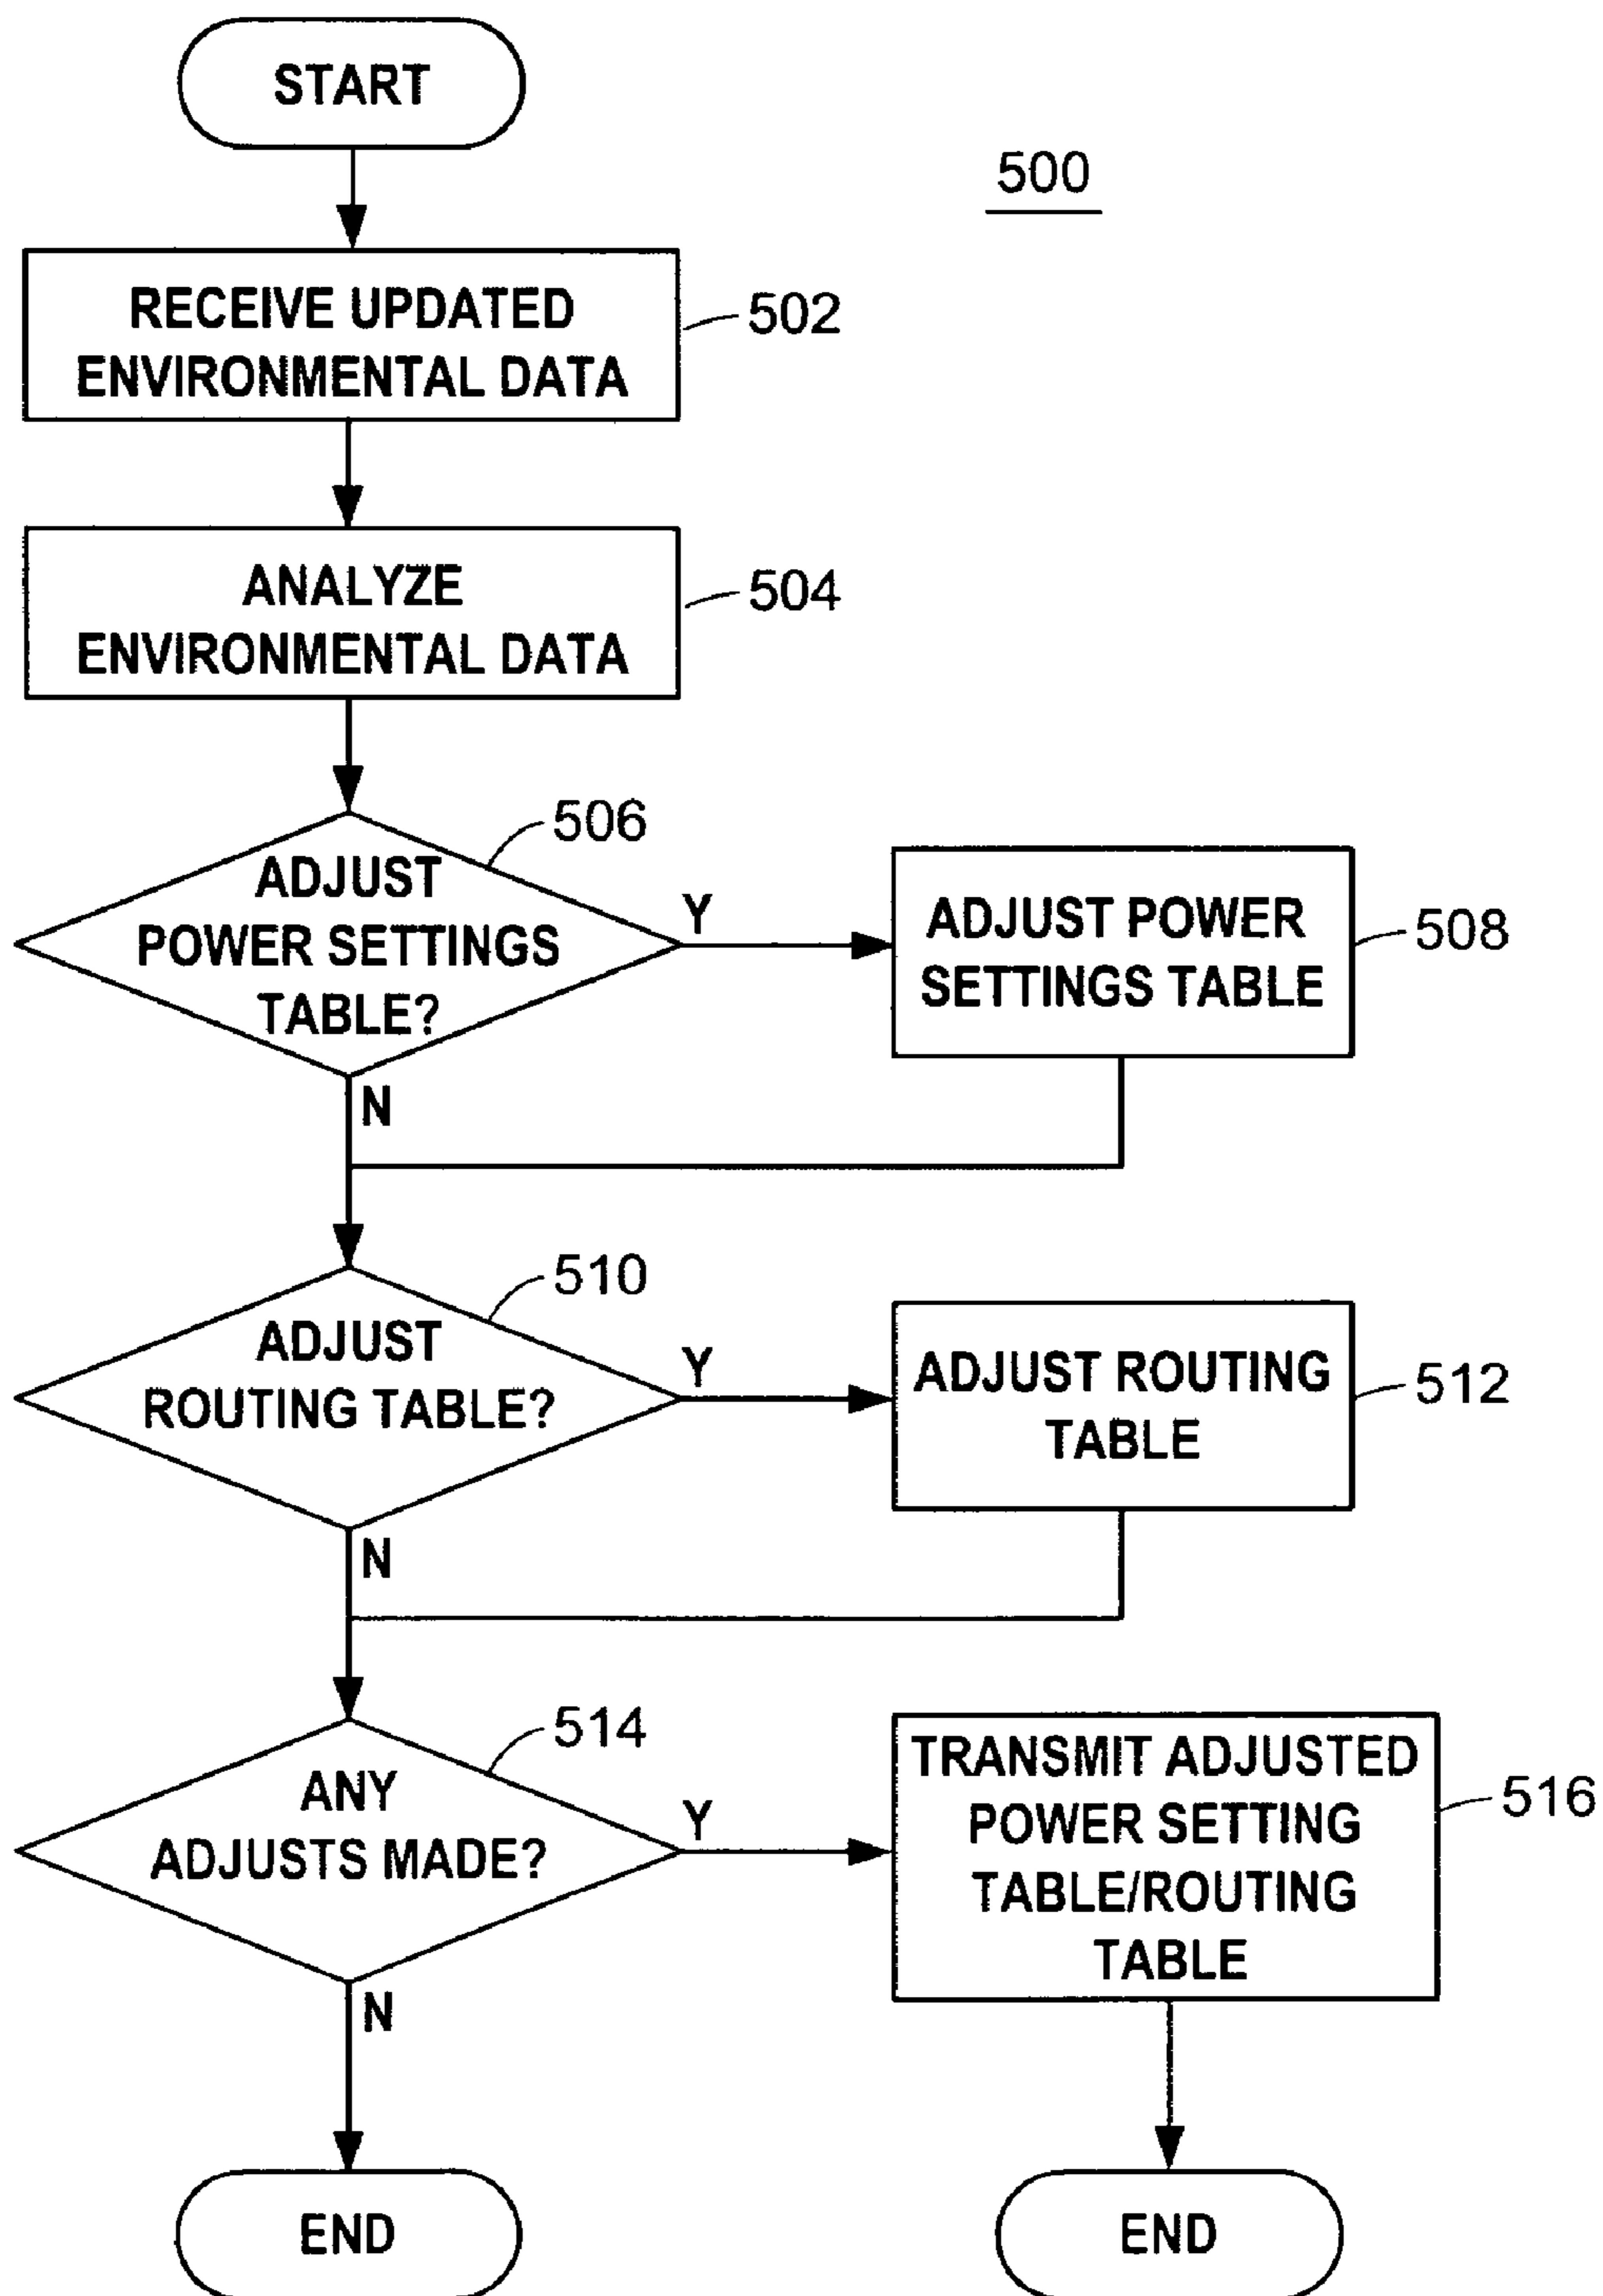 START
500
RECEIVE UPDATED
ENVIRONMENTAL DATA
502
ANALYZE
ENVIRONMENTAL DATA
504
506
ADJUST
POWER SETTINGS
TABLE?
Y
N
ADJUST POWER
SETTINGS TABLE
508
510
ADJUST
ROUTING TABLE?
Y
N
ADJUST ROUTING
TABLE
512
514
ANY
ADJUSTS MADE?
Y
N
TRANSMIT ADJUSTED
POWER SETTING
TABLE/ROUTING
TABLE
516
END
END